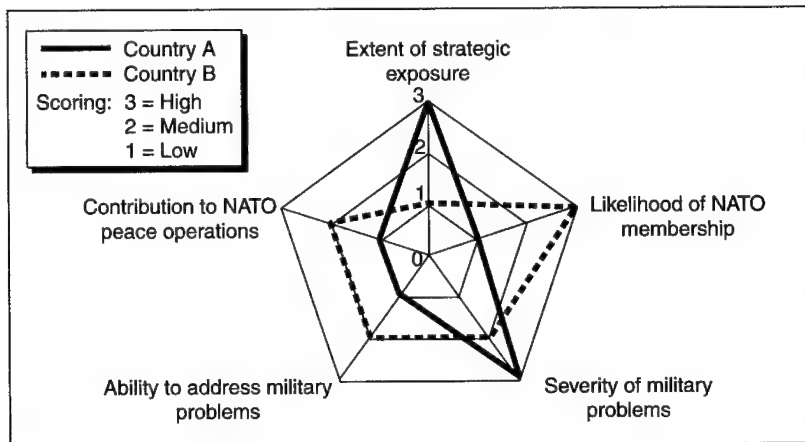 Country A
Country B
Scoring: 3 = High
2 = Medium
1 = Low
Extent of strategic
exposure
3
2
1
0
Contribution to NATO
peace operations
Likelihood of NATO
membership
Ability to address military
problems
Severity of military
problems